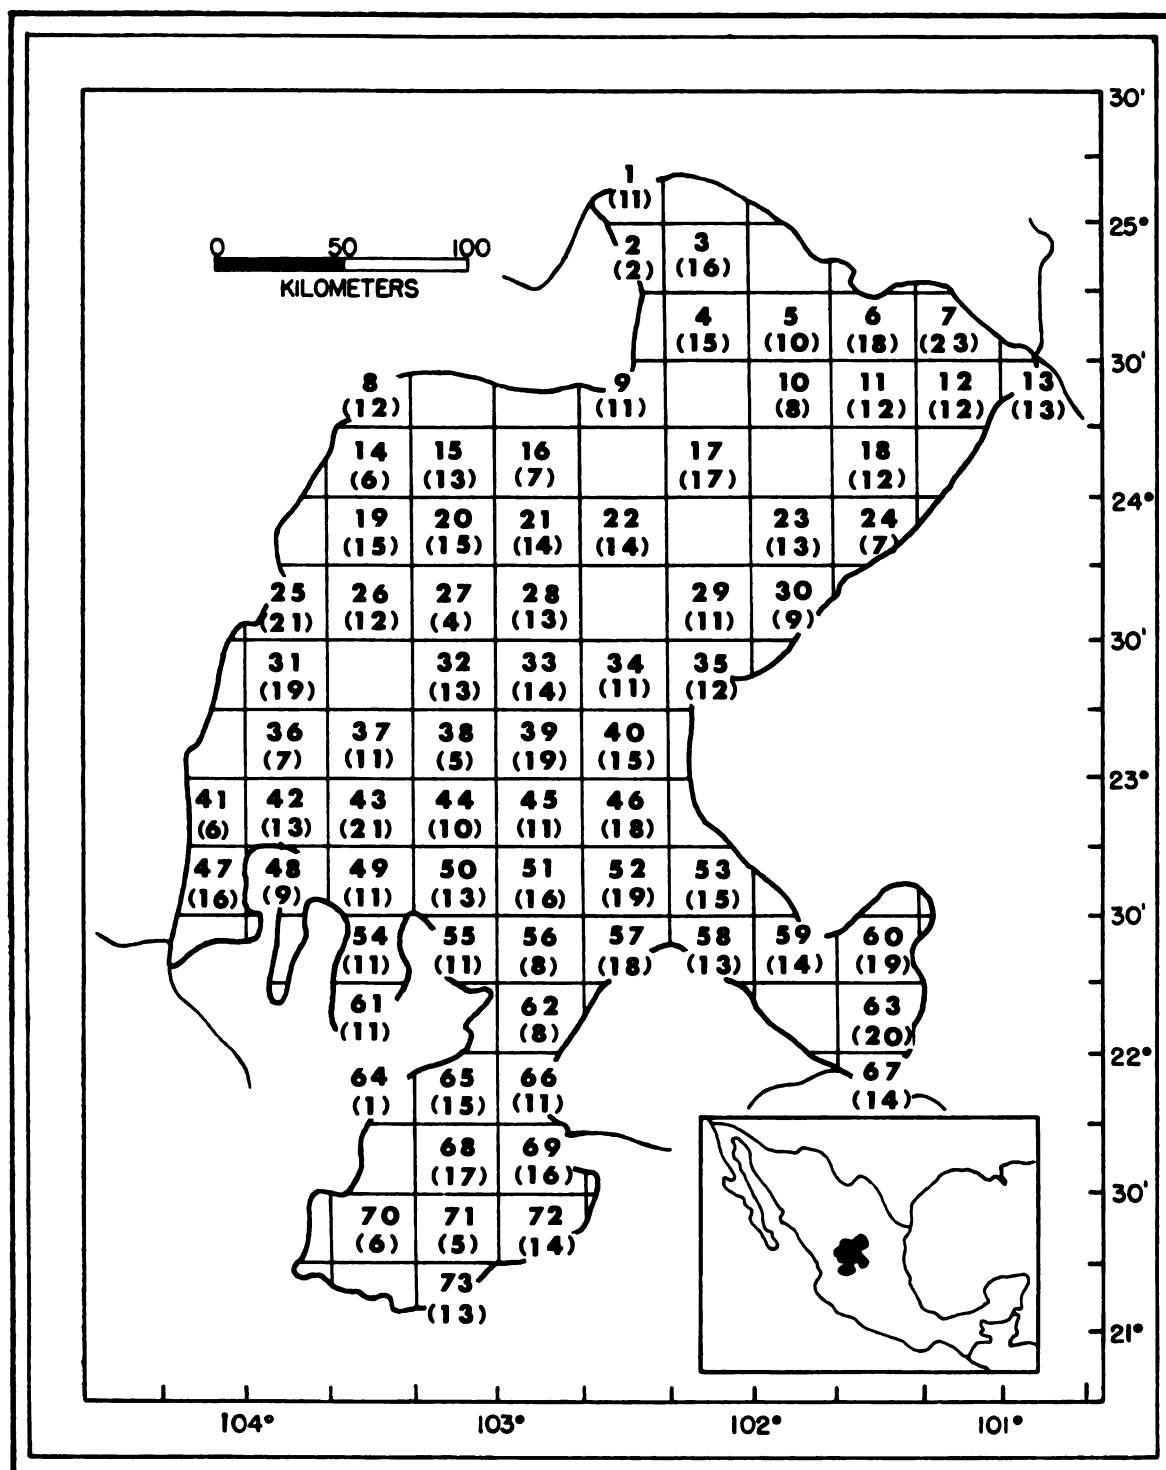 30'
1
(11)
25°
2 3
(2) (16)
0 50 100
KILOMETERS
4 5 6 7
(15) (10) (18) (23)
30'
8 9 10 11 12 13
(12) (11) (8) (12) (12) (13)
14 15 16 17 18
(6) (13) (7) (17) (12)
24°
19 20 21 22 23 24
(15) (15) (14) (14) (13) (7)
25 26 27 28 29 30
(21) (12) (4) (13) (11) (9)
30'
31 32 33 34 35
(19) (13) (14) (11) (12)
36 37 38 39 40
(7) (11) (5) (19) (15)
23°
41 42 43 44 45 46
(6) (13) (21) (10) (11) (18)
47 48 49 50 51 52 53
(16) (9) (11) (13) (16) (19) (15)
30'
54 55 56 57 58 59 60
(11) (11) (8) (18) (13) (14) (19)
61 62 63
(11) (8) (20)
22°
64 65 66 67
(1) (15) (11) (14)
68 69
(17) (16)
30'
70 71 72
(6) (5) (14)
73
(13)
21°
104° 103° 102° 101°